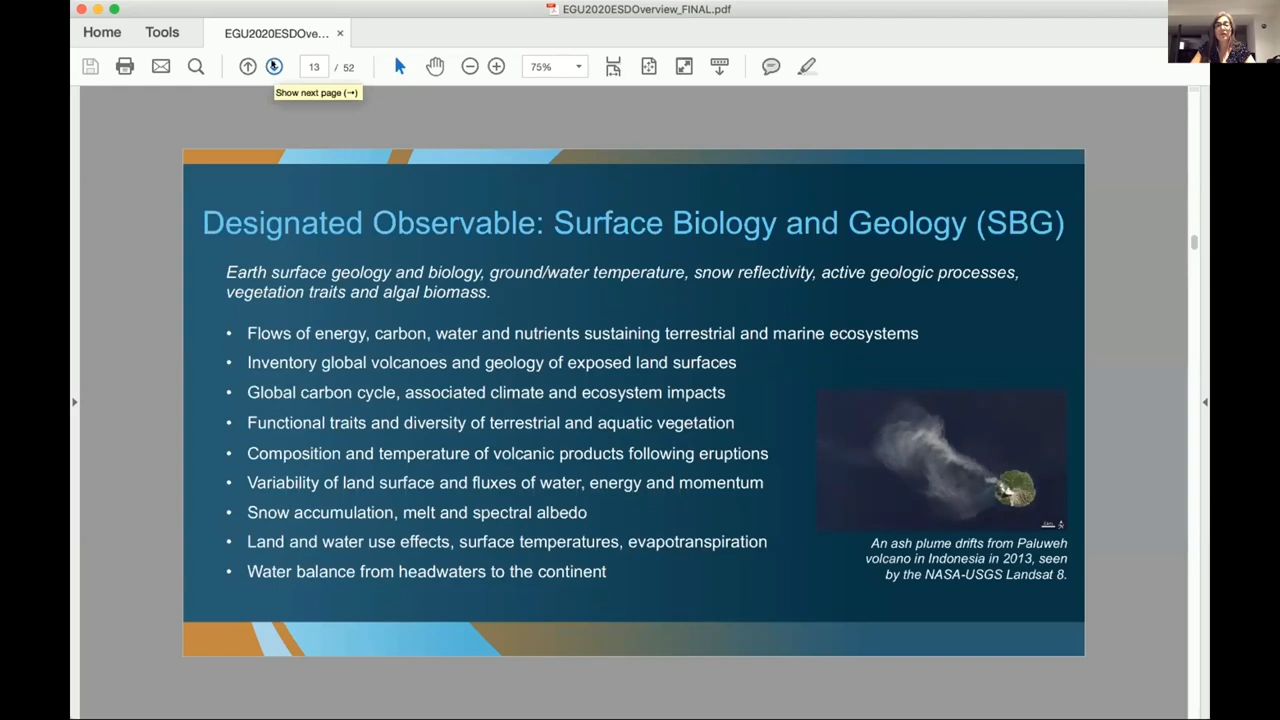 EGU2020ESDOverview_FINAL.pdf
Home Tools EGU2020ESDOve... ×
13 / 52 75%
Show next page (→)
Designated Observable: Surface Biology and Geology (SBG)
Earth surface geology and biology, ground/water temperature, snow reflectivity, active geologic processes,
vegetation traits and algal biomass.
• Flows of energy, carbon, water and nutrients sustaining terrestrial and marine ecosystems
• Inventory global volcanoes and geology of exposed land surfaces
• Global carbon cycle, associated climate and ecosystem impacts
• Functional traits and diversity of terrestrial and aquatic vegetation
• Composition and temperature of volcanic products following eruptions
• Variability of land surface and fluxes of water, energy and momentum
• Snow accumulation, melt and spectral albedo
• Land and water use effects, surface temperatures, evapotranspiration
• Water balance from headwaters to the continent
An ash plume drifts from Paluweh
volcano in Indonesia in 2013, seen
by the NASA-USGS Landsat 8.